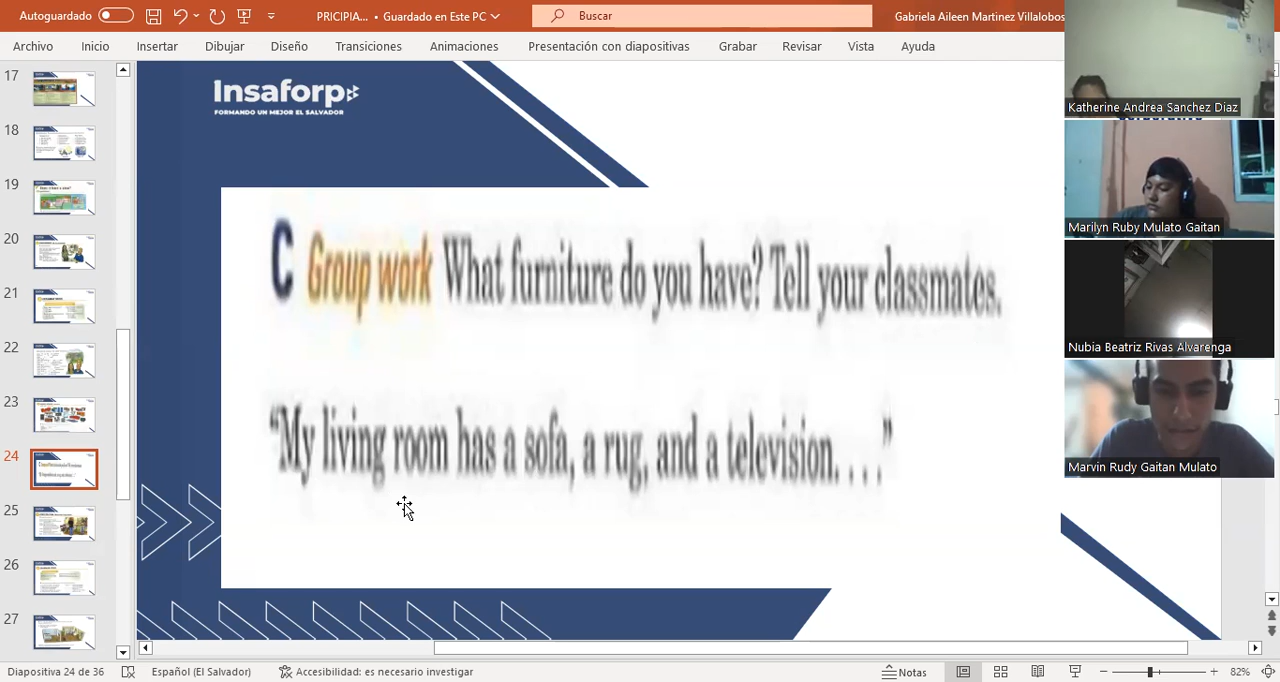 Autoguardado
PRICIPIA... • Guardado en Este PC
Buscar
Gabriela Aileen Martinez Villalobos
Archivo Inicio Insertar Dibujar Diseño Transiciones Animaciones Presentación con diapositivas Grabar Revisar Vista Ayuda
17
18
19
20
21
22
23
24
25
26
27
Insaforp
FORMANDO UN MEJOR EL SALVADOR
C Group work What furniture do you have? Tell your classmates.
“My living room has a sofa, a rug, and a television. . . .”
Katherine Andrea Sanchez Diaz
Marilyn Ruby Mulato Gaitan
Nubia Beatriz Rivas Alvarenga
Marvin Rudy Gaitan Mulato
Diapositiva 24 de 36 Español (El Salvador) Accesibilidad: es necesario investigar Notas 82%